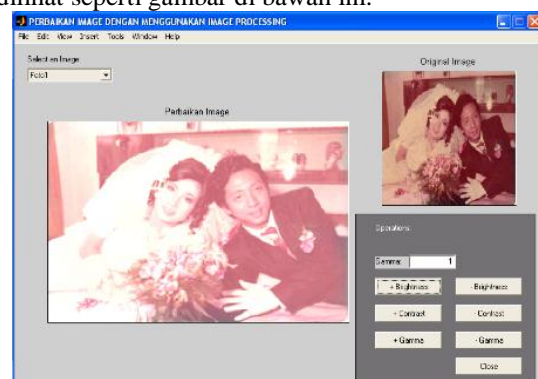 dilihat seperti gambar di bawah ini.
PERBAIKAN IMAGE DENGAN MENGGUNAKAN IMAGE PROCESSING
File Edit View Insert Tools Window Help
Select an Image
Foto1
Original Image
Perbaikan Image
Operations
Gamma: 1
+ Brightness - Brightness
+ Contrast - Contrast
+ Gamma - Gamma
Close